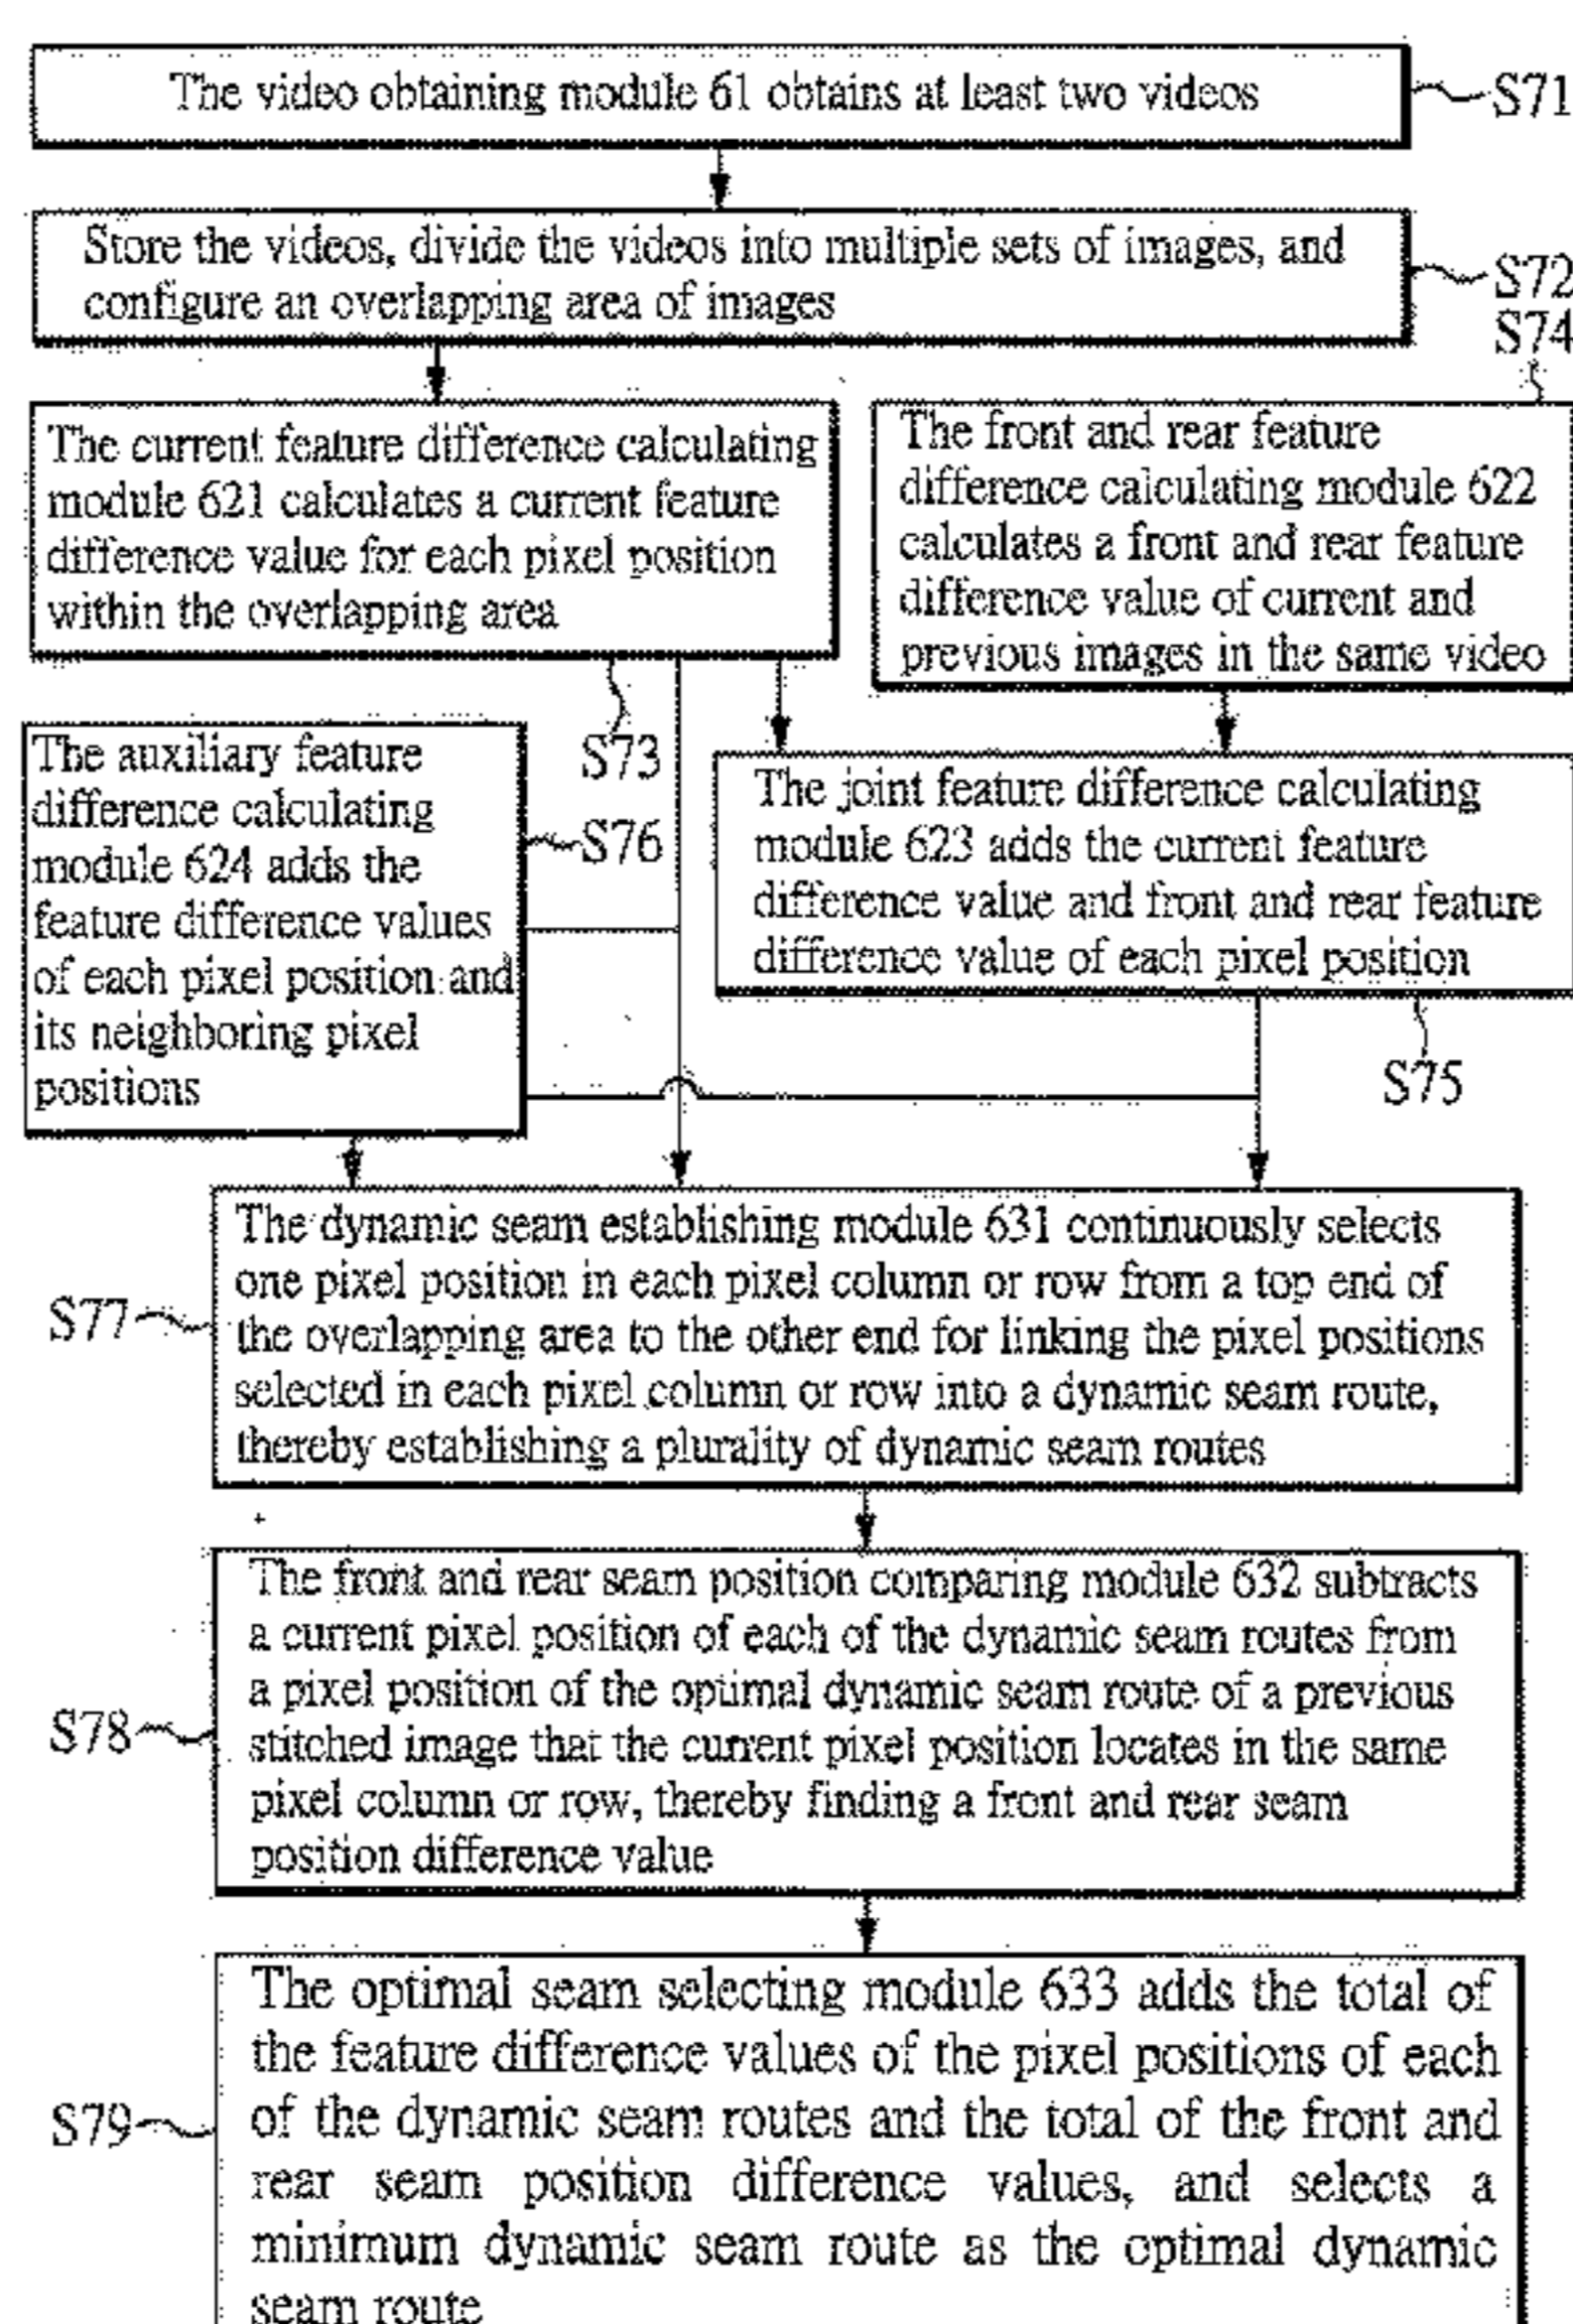 The video obtaining module 61 obtains at least two videos
S71
Store the videos, divide the videos into multiple sets of images, and
configure an overlapping area of images
S72
S74
The current feature difference calculating
module 621 calculates a current feature
difference value for each pixel position
within the overlapping area
The front and rear feature
difference calculating module 622
calculates a front and rear feature
difference value of current and
previous images in the same video
S73
The auxiliary feature
difference calculating
module 624 adds the
feature difference values
of each pixel position and
its neighboring pixel
positions
S76
The joint feature difference calculating
module 623 adds the current feature
difference value and front and rear feature
difference value of each pixel position
S75
The dynamic seam establishing module 631 continuously selects
one pixel position in each pixel column or row from a top end of
the overlapping area to the other end for linking the pixel positions
selected in each pixel column or row into a dynamic seam route,
thereby establishing a plurality of dynamic seam routes
S77
The front and rear seam position comparing module 632 subtracts
a current pixel position of each of the dynamic seam routes from
a pixel position of the optimal dynamic seam route of a previous
stitched image that the current pixel position locates in the same
pixel column or row, thereby finding a front and rear seam
position difference value
S78
The optimal seam selecting module 633 adds the total of
the feature difference values of the pixel positions of each
of the dynamic seam routes and the total of the front and
rear seam position difference values, and selects a
minimum dynamic seam route as the optimal dynamic
seam route
S79